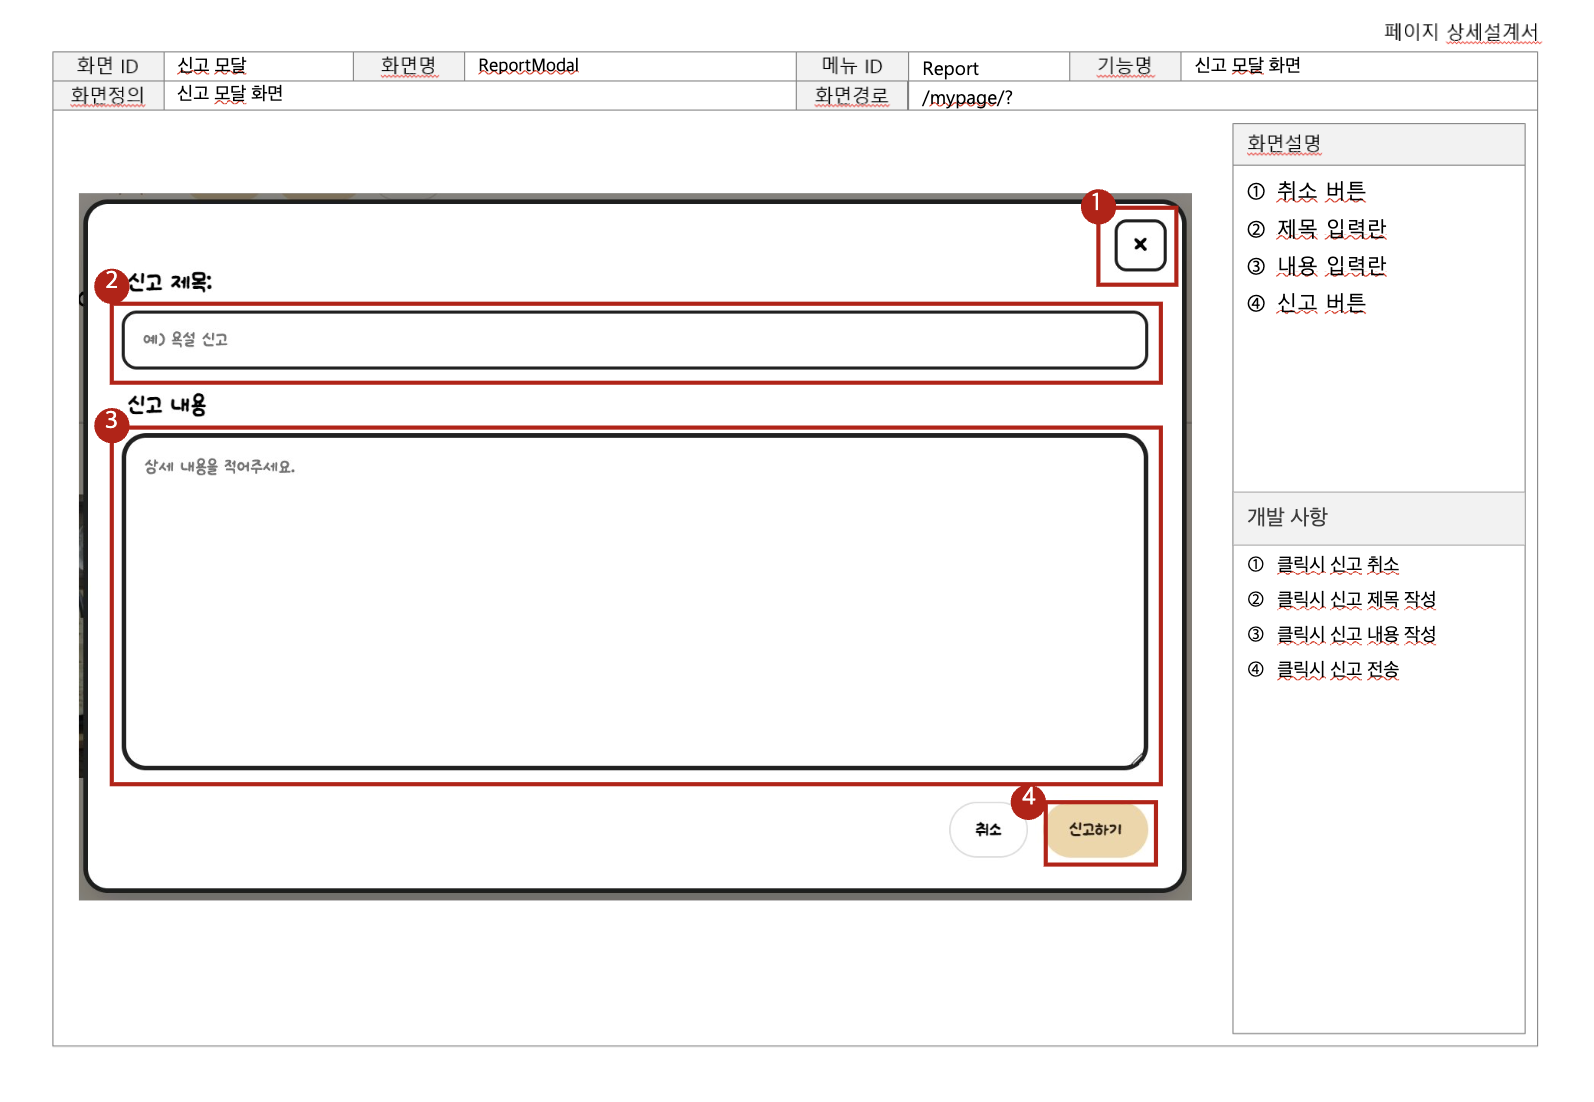 페이지 상세설계서
화면 ID 신고 모달 화면명 ReportModal 메뉴 ID Report 기능명 신고 모달 화면
화면정의 신고 모달 화면 화면경로 /mypage/?
화면설명
① 취소 버튼
② 제목 입력란
③ 내용 입력란
④ 신고 버튼
1
×
2 신고 제목:
예) 욕설 신고
신고 내용
3
상세 내용을 적어주세요.
4
취소 신고하기
개발 사항
① 클릭시 신고 취소
② 클릭시 신고 제목 작성
③ 클릭시 신고 내용 작성
④ 클릭시 신고 전송